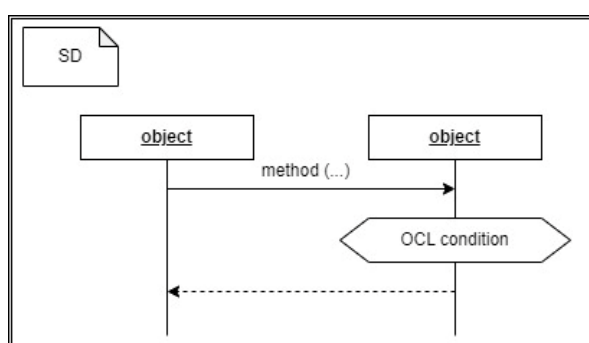 SD
object
object
method (...)
OCL condition